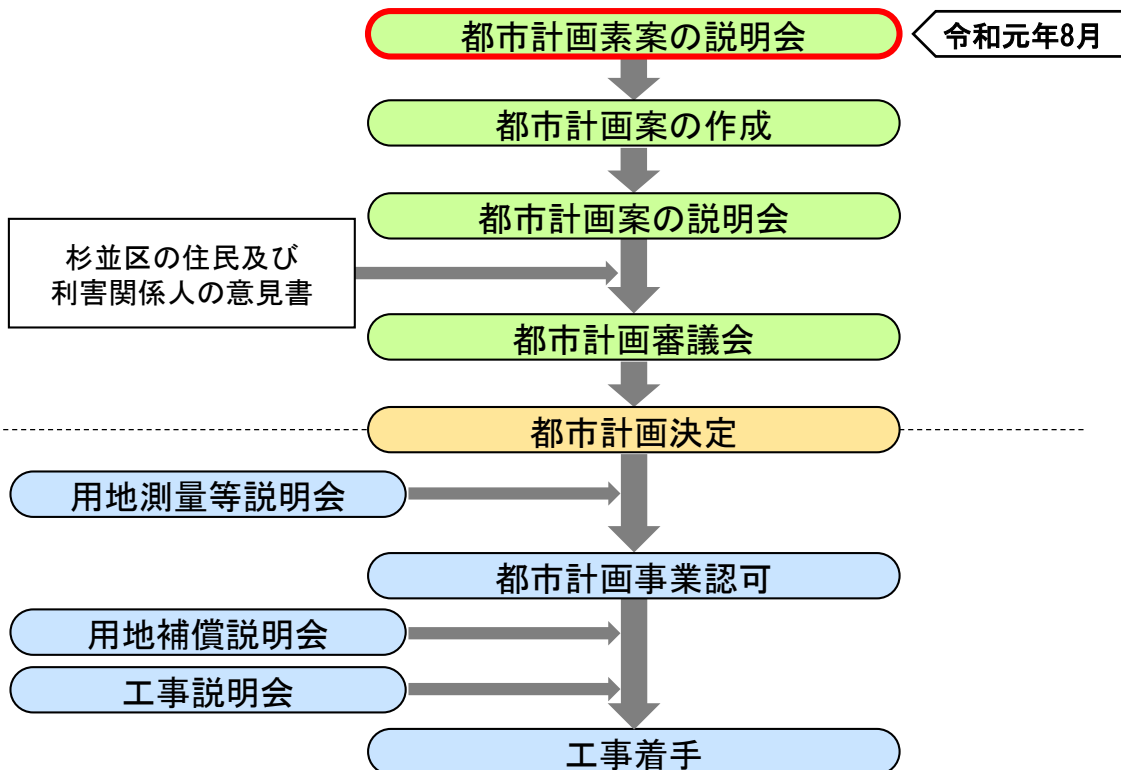 都市計画素案の説明会
令和元年8月
都市計画案の作成
都市計画案の説明会
杉並区の住民及び
利害関係人の意見書
都市計画審議会
都市計画決定
用地測量等説明会
都市計画事業認可
用地補償説明会
工事説明会
工事着手